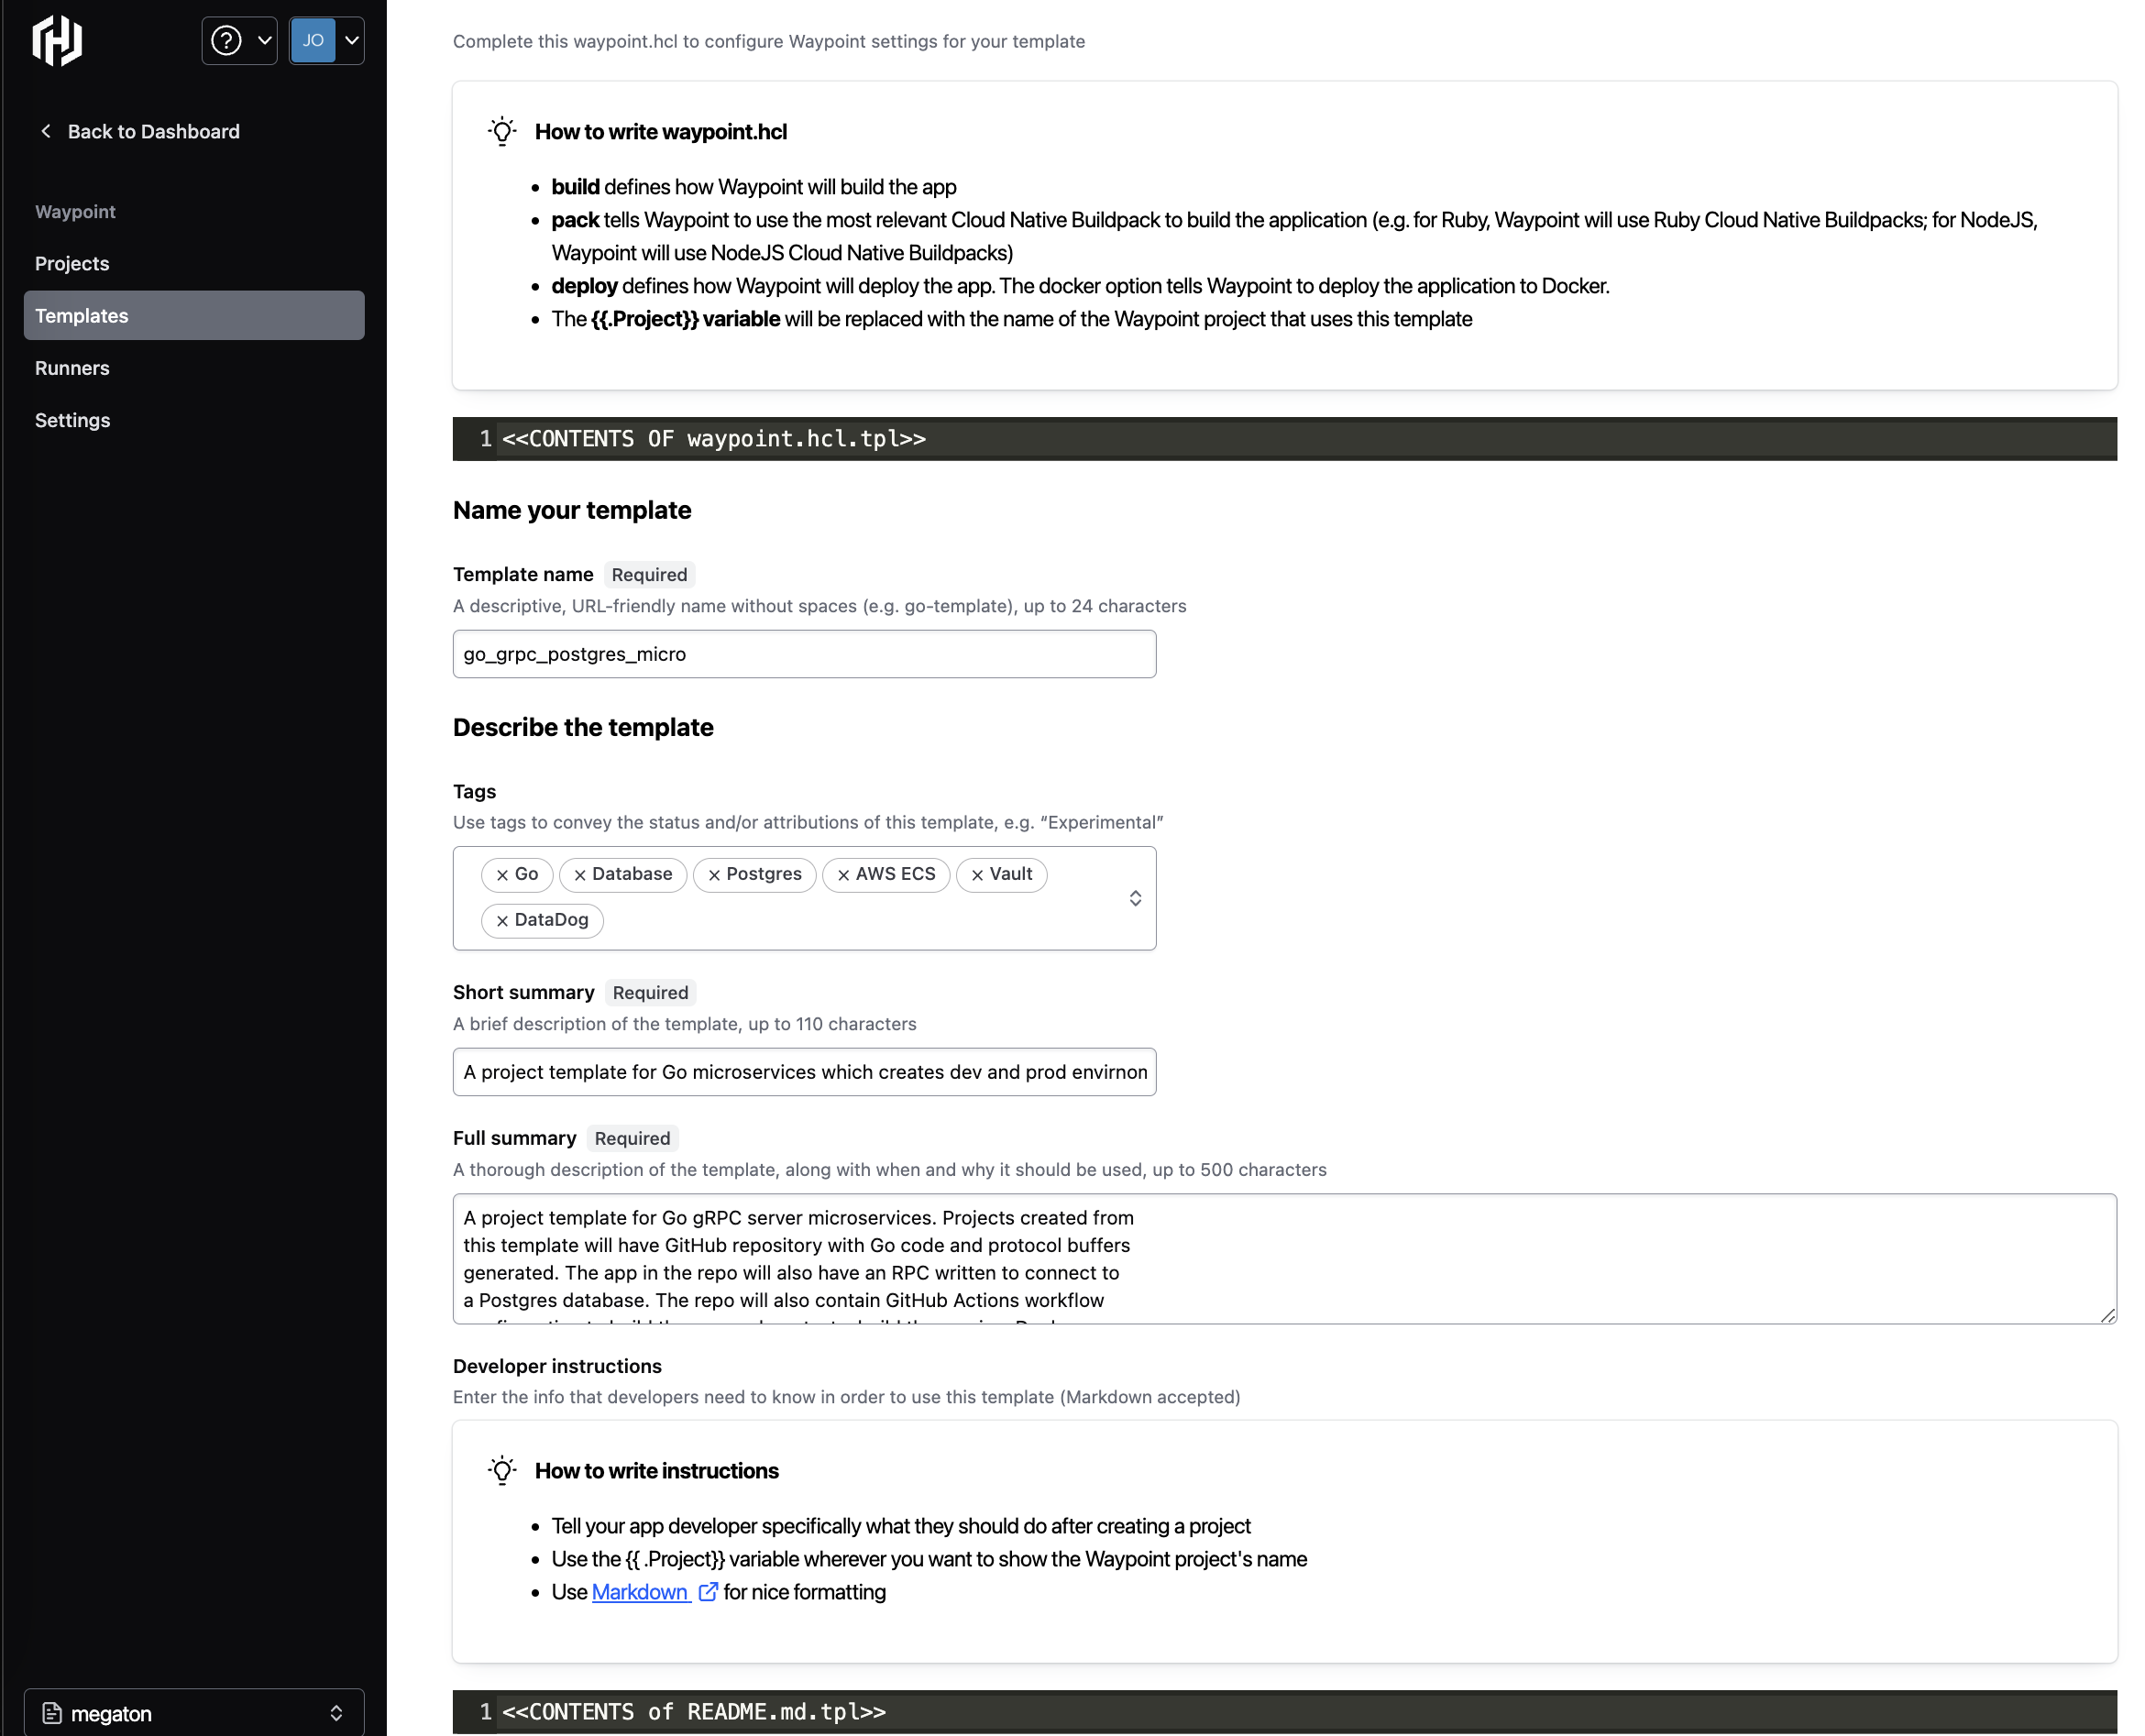 JO
Back to Dashboard
Waypoint
Projects
Templates
Runners
Settings
megaton
Complete this waypoint.hcl to configure Waypoint settings for your template
How to write waypoint.hcl
• build defines how Waypoint will build the app
• pack tells Waypoint to use the most relevant Cloud Native Buildpack to build the application (e.g. for Ruby, Waypoint will use Ruby Cloud Native Buildpacks; for NodeJS,
Waypoint will use NodeJS Cloud Native Buildpacks)
• deploy defines how Waypoint will deploy the app. The docker option tells Waypoint to deploy the application to Docker.
• The {{.Project}} variable will be replaced with the name of the Waypoint project that uses this template
1 <<CONTENTS OF waypoint.hcl.tpl>>
Name your template
Template name Required
A descriptive, URL-friendly name without spaces (e.g. go-template), up to 24 characters
go_grpc_postgres_micro
Describe the template
Tags
Use tags to convey the status and/or attributions of this template, e.g. “Experimental”
× Go × Database × Postgres × AWS ECS × Vault
× DataDog
Short summary Required
A brief description of the template, up to 110 characters
A project template for Go microservices which creates dev and prod envirnon
Full summary Required
A thorough description of the template, along with when and why it should be used, up to 500 characters
A project template for Go gRPC server microservices. Projects created from
this template will have GitHub repository with Go code and protocol buffers
generated. The app in the repo will also have an RPC written to connect to
a Postgres database. The repo will also contain GitHub Actions workflow
Developer instructions
Enter the info that developers need to know in order to use this template (Markdown accepted)
How to write instructions
• Tell your app developer specifically what they should do after creating a project
• Use the {{ .Project}} variable wherever you want to show the Waypoint project's name
• Use Markdown for nice formatting
1 <<CONTENTS of README.md.tpl>>